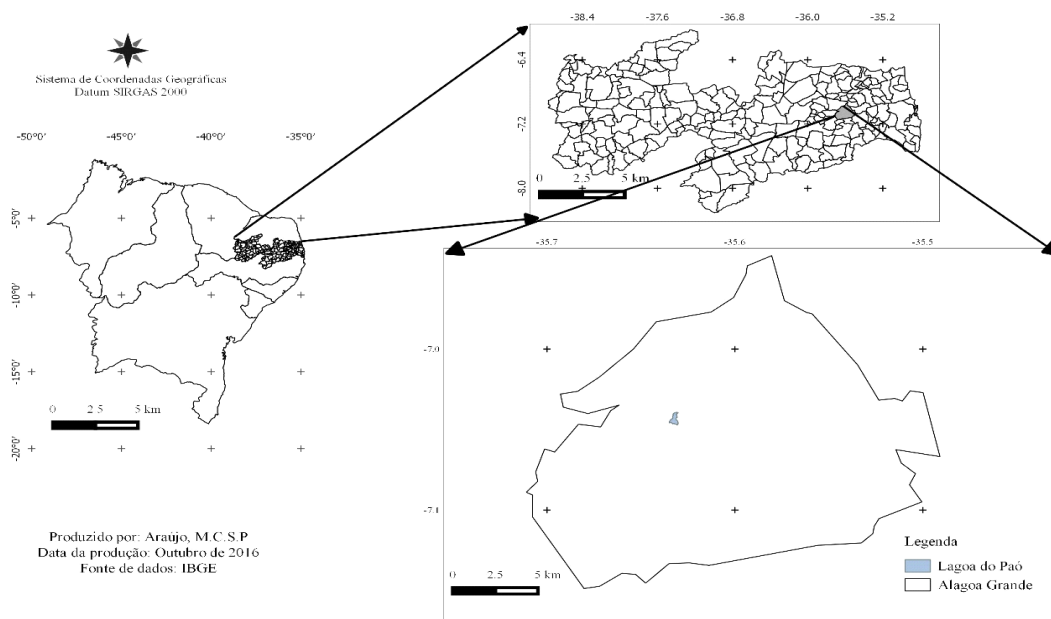 Sistema de Coordenadas Geográficas
Datum SIRGAS 2000
-50°0' -45°0' -40°0' -35°0'
-5°0'
-10°0'
-15°0'
-20°0'
0 2.5 5 km
-38.4 -37.6 -36.8 -36.0 -35.2
-6.4
-7.2
-8.0
0 2.5 5 km
-35.7 -35.6 -35.5
-7.0
-7.1
0 2.5 5 km
Legenda
Lagoa do Paó
Alagoa Grande
Produzido por: Araújo, M.C.S.P
Data da produção: Outubro de 2016
Fonte de dados: IBGE